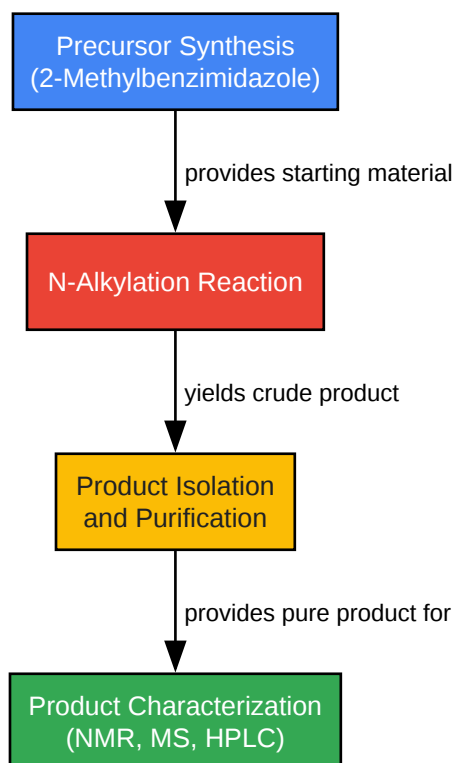 Precursor Synthesis
(2-Methylbenzimidazole)
provides starting material
N-Alkylation Reaction
yields crude product
Product Isolation
and Purification
provides pure product for
Product Characterization
(NMR, MS, HPLC)